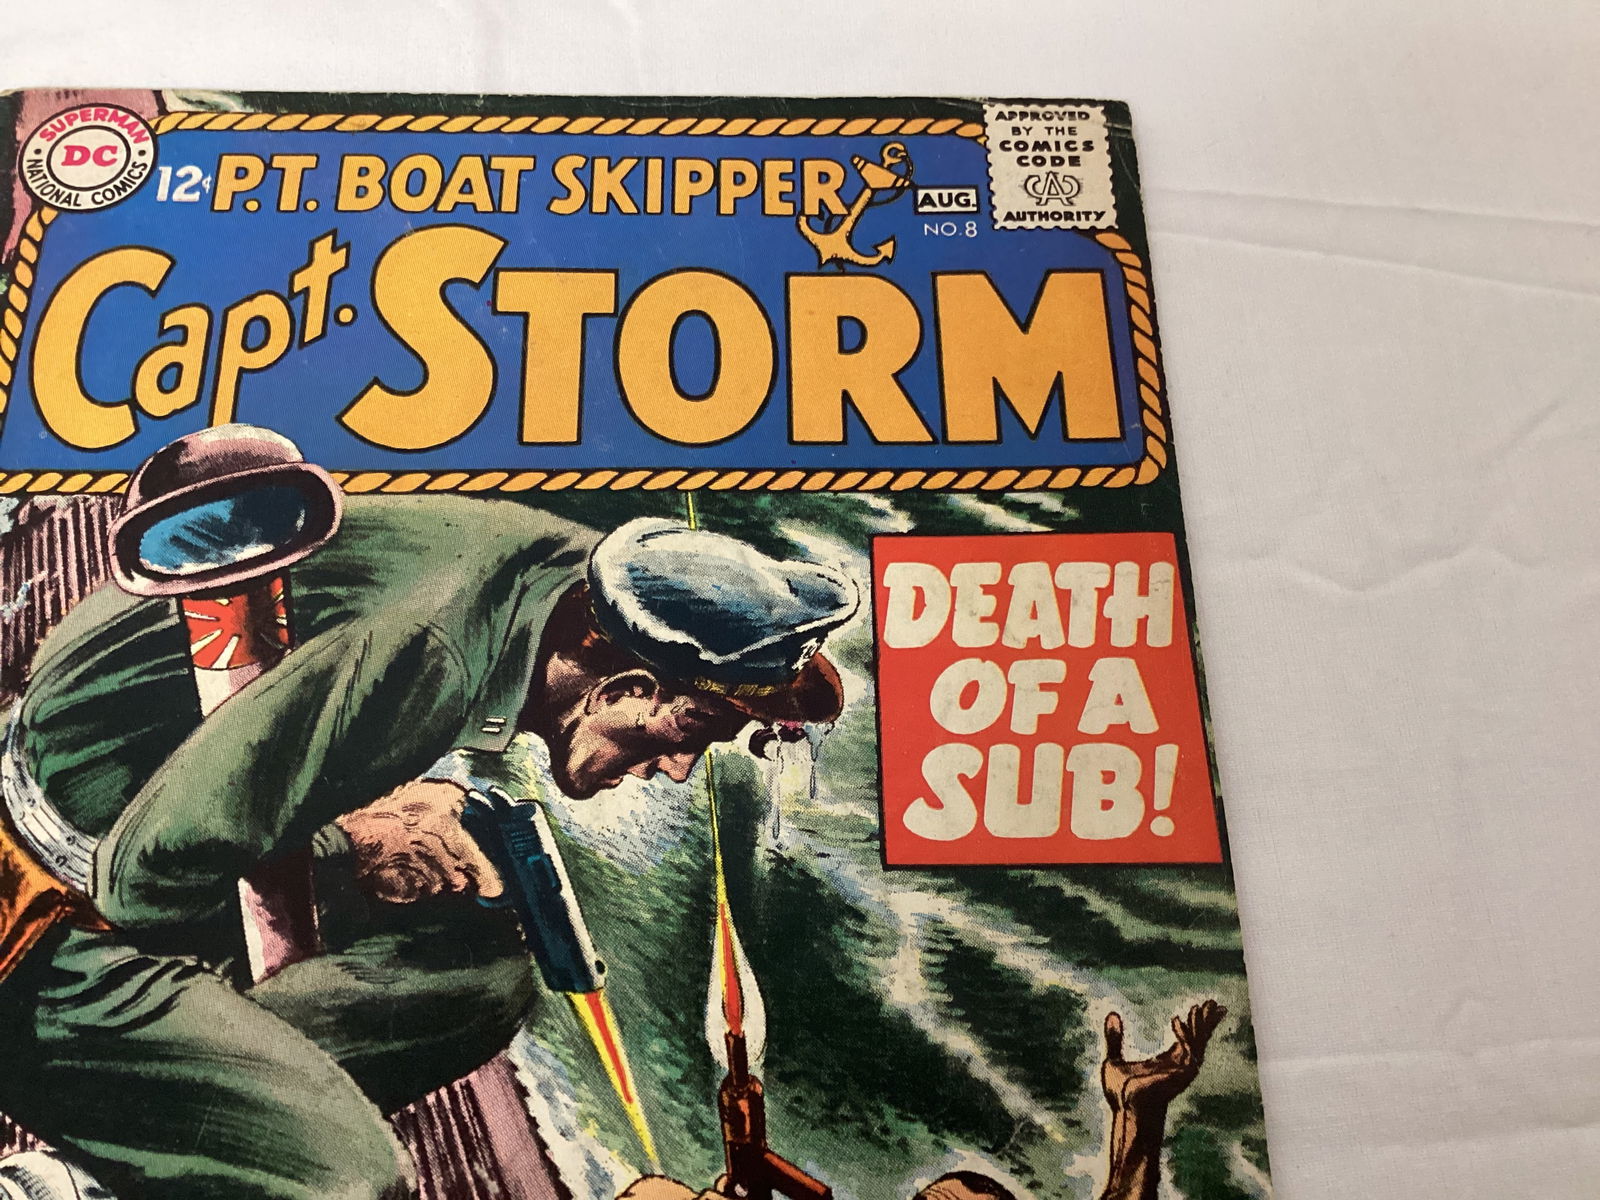 SUPERMAN
DC
NATIONAL COMICS
12¢ P.T. BOAT SKIPPER
AUG.
NO. 8
APPROVED
BY THE
COMICS
CODE
CA
AUTHORITY
Capt. STORM
DEATH
OF A
SUB!